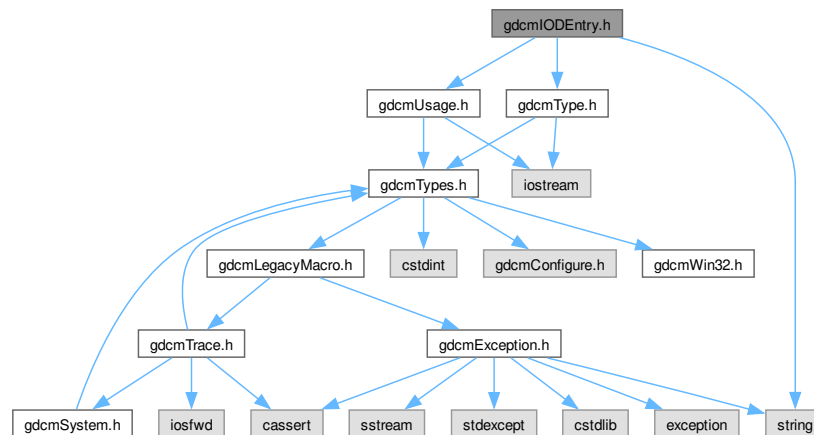 gdcmIODEntry.h
gdcmUsage.h
gdcmType.h
gdcmTypes.h
iostream
gdcmLegacyMacro.h
cstdint
gdcmConfigure.h
gdcmWin32.h
gdcmTrace.h
gdcmException.h
gdcmSystem.h
iosfwd
cassert
sstream
stdexcept
cstdlib
exception
string